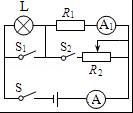 L R₁ A₁
S₁ S₂ R₂
S A